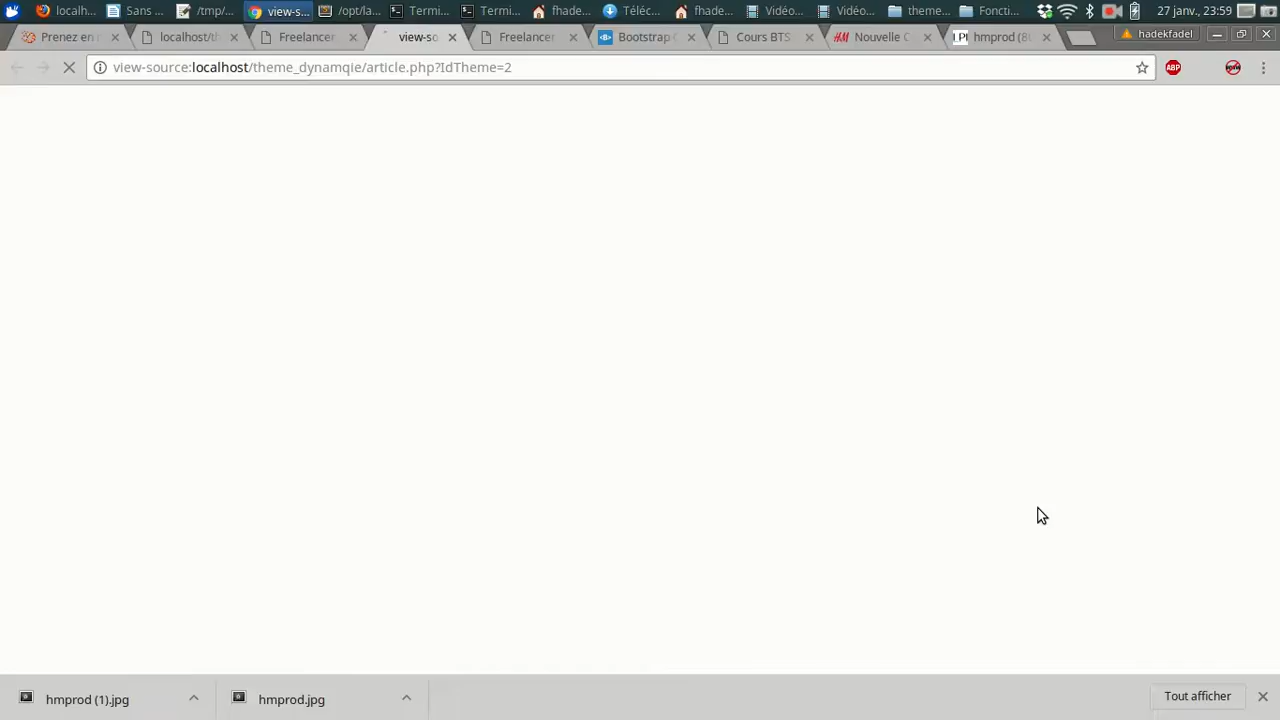 localh... Sans ... /tmp/... view-s... /opt/la... Termi... Termi... fhade... Téléc... fhade... Vidéo... Vidéo... theme... Foncti... 27 janv., 23:59
Prenez en localhost/th Freelancer view-so Freelancer Bootstrap Cours BTS Nouvelle C hmprod (8 hadekfadel
view-source:localhost/theme_dynamqie/article.php?IdTheme=2 ABP
hmprod (1).jpg hmprod.jpg Tout afficher